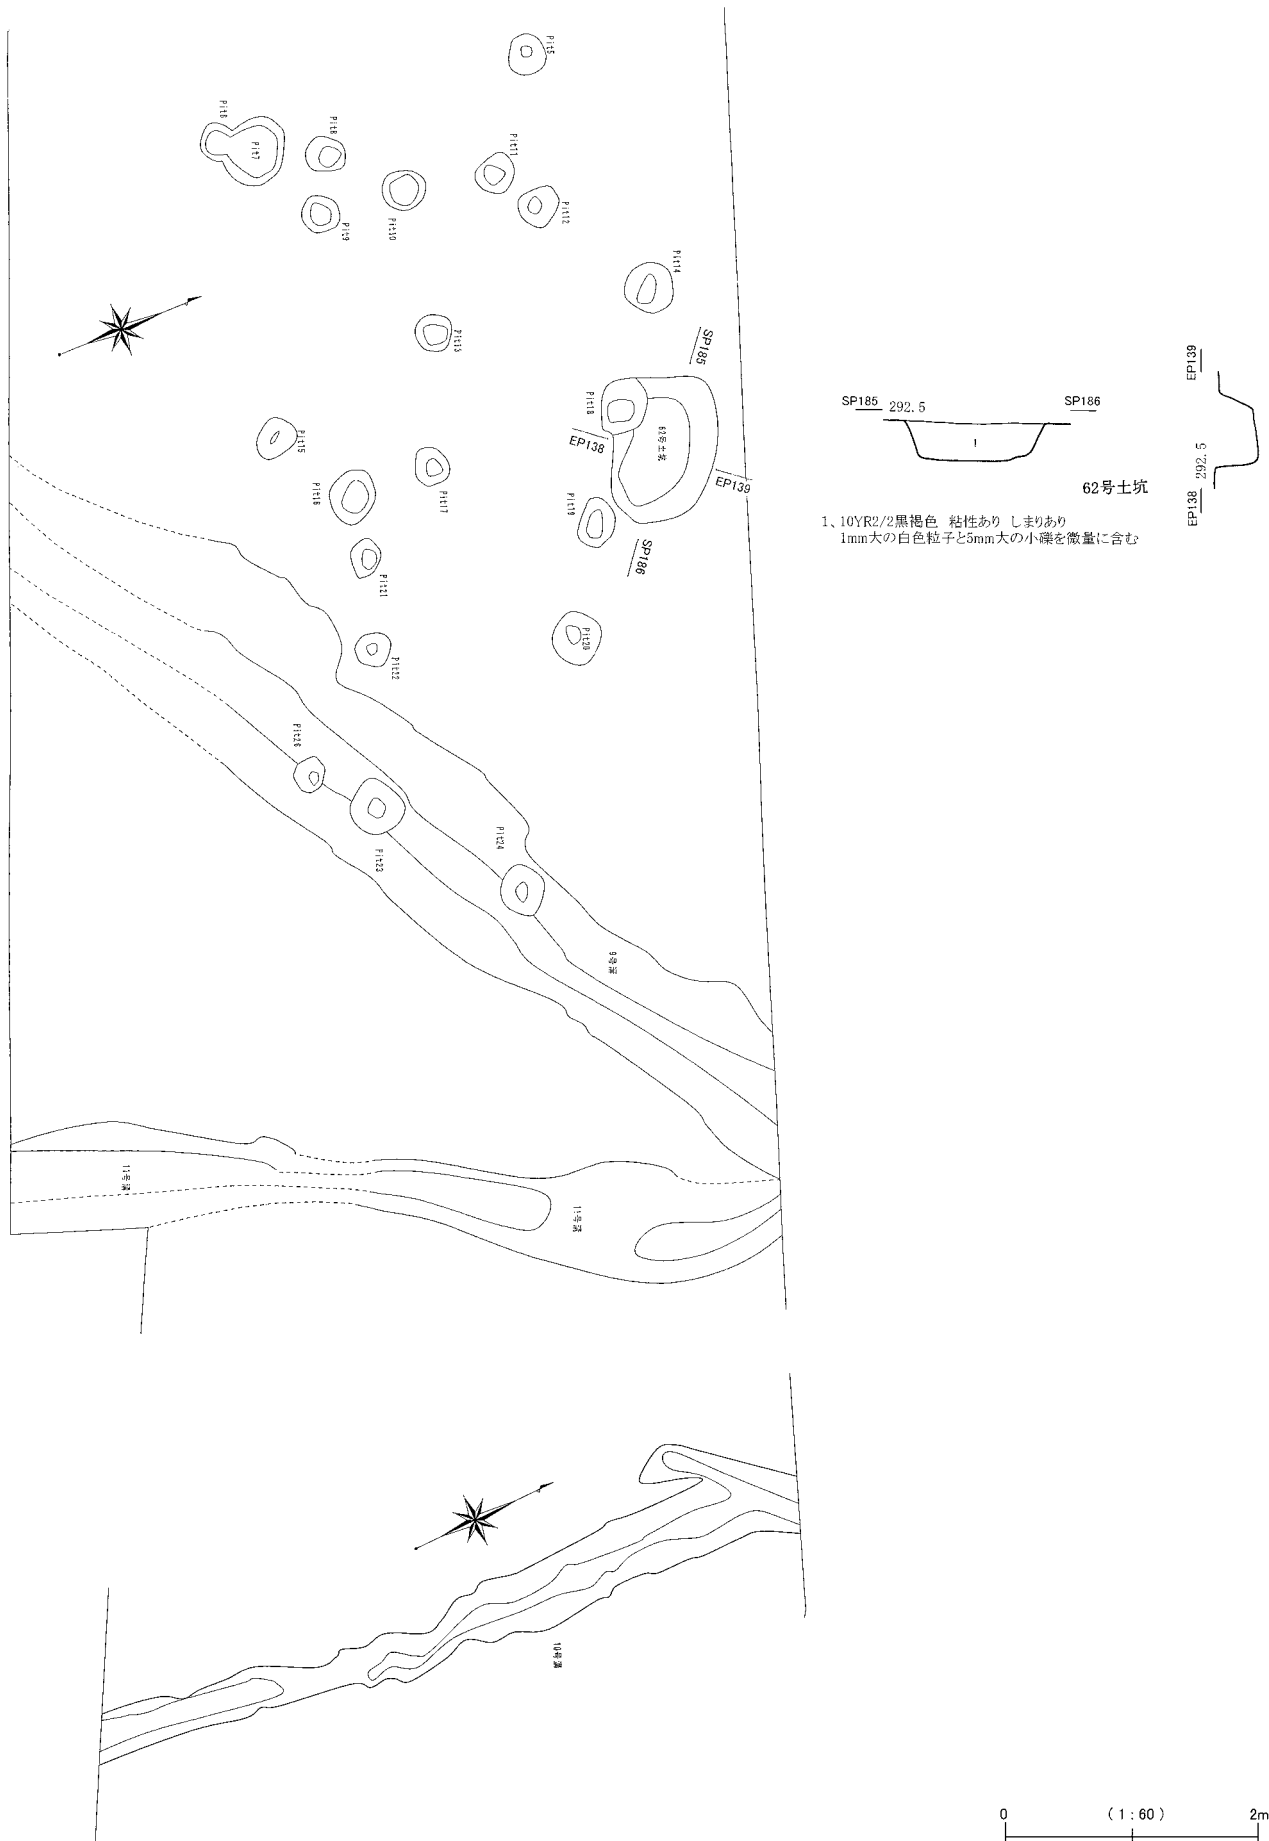 Pit5
Pit6
Pit7
Pit8
Pit9
Pit10
Pit11
Pit12
Pit14
Pit13
SP185
Pit18
62号土坑
EP138
EP139
Pit15
Pit16
Pit17
Pit19
SP186
Pit21
Pit20
Pit22
Pit26
Pit23
Pit24
9号溝
11号溝
11号溝
10号溝
SP185 292.5 SP186
1
62号土坑
EP139
292.5
EP138
1、10YR2/2黒褐色 粘性あり しまりあり
1mm大の白色粒子と5mm大の小礫を微量に含む
0 (1:60) 2m